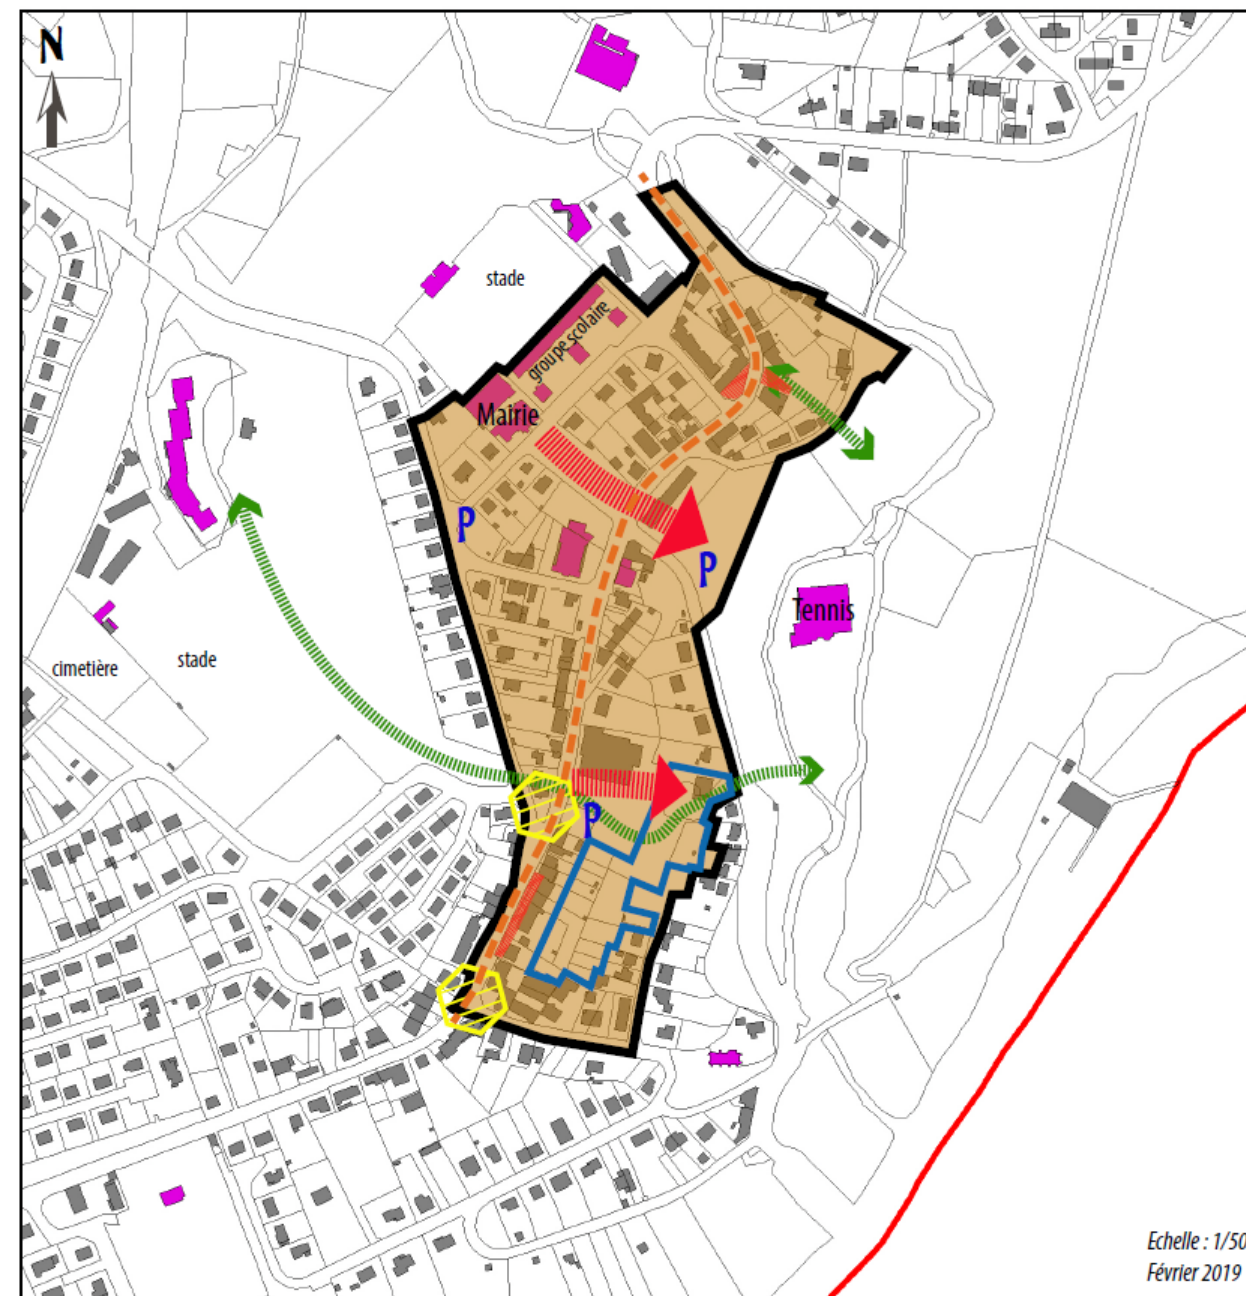 N
stade
groupe scolaire
Mairie
P
P
Tennis
cimetière
stade
P
Echelle : 1/50
Février 2019